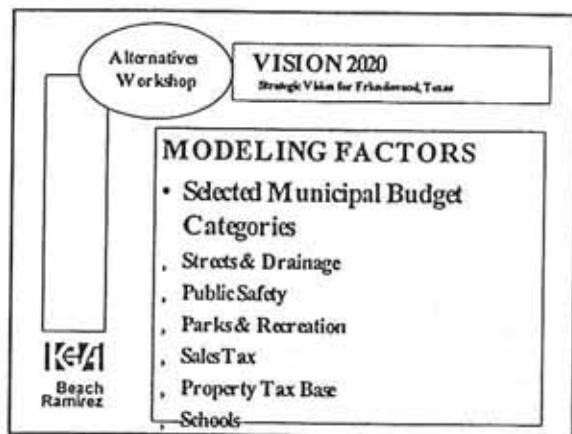 Alternatives
Workshop
VISION 2020
Strategic Vision for Friendswood, Texas
MODELING FACTORS
• Selected Municipal Budget
Categories
, Streets & Drainage
, Public Safety
, Parks & Recreation
, Sales Tax
, Property Tax Base
, Schools
Beach
Ramirez